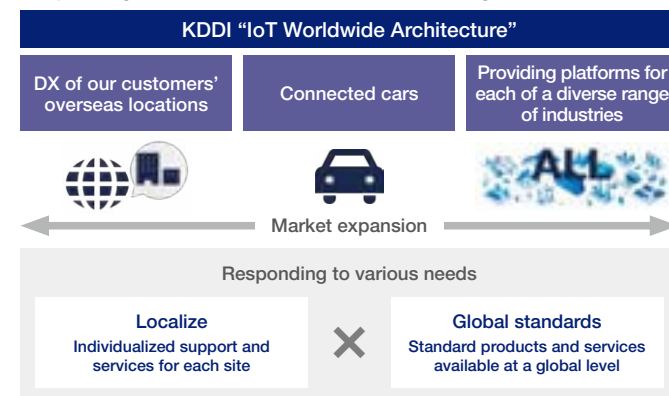 KDDI “IoT Worldwide Architecture”
DX of our customers’
overseas locations
Connected cars
Providing platforms for
each of a diverse range
of industries
ALL
Market expansion
Responding to various needs
Localize
Individualized support and
services for each site
×
Global standards
Standard products and services
available at a global level